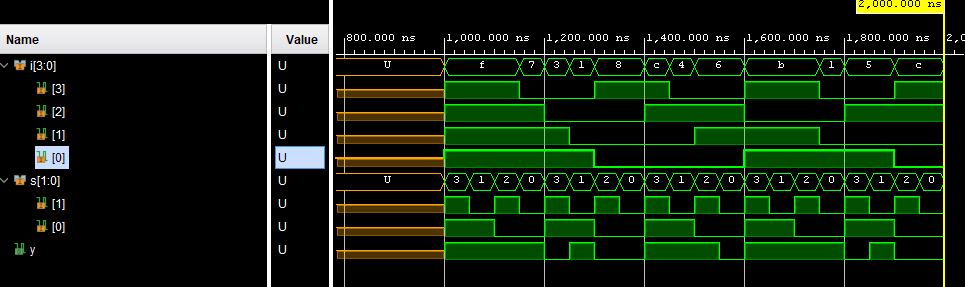 2,000.000 ns
Name Value
800.000 ns 1,000.000 ns 1,200.000 ns 1,400.000 ns 1,600.000 ns 1,800.000 ns 2,0
i[3:0] U U f 7 3 1 8 c 4 6 b 1 5 c
[3] U
[2] U
[1] U
[0] U
s[1:0] U U 3 1 2 0 3 1 2 0 3 1 2 0 3 1 2 0 3 1 2 0
[1] U
[0] U
y U